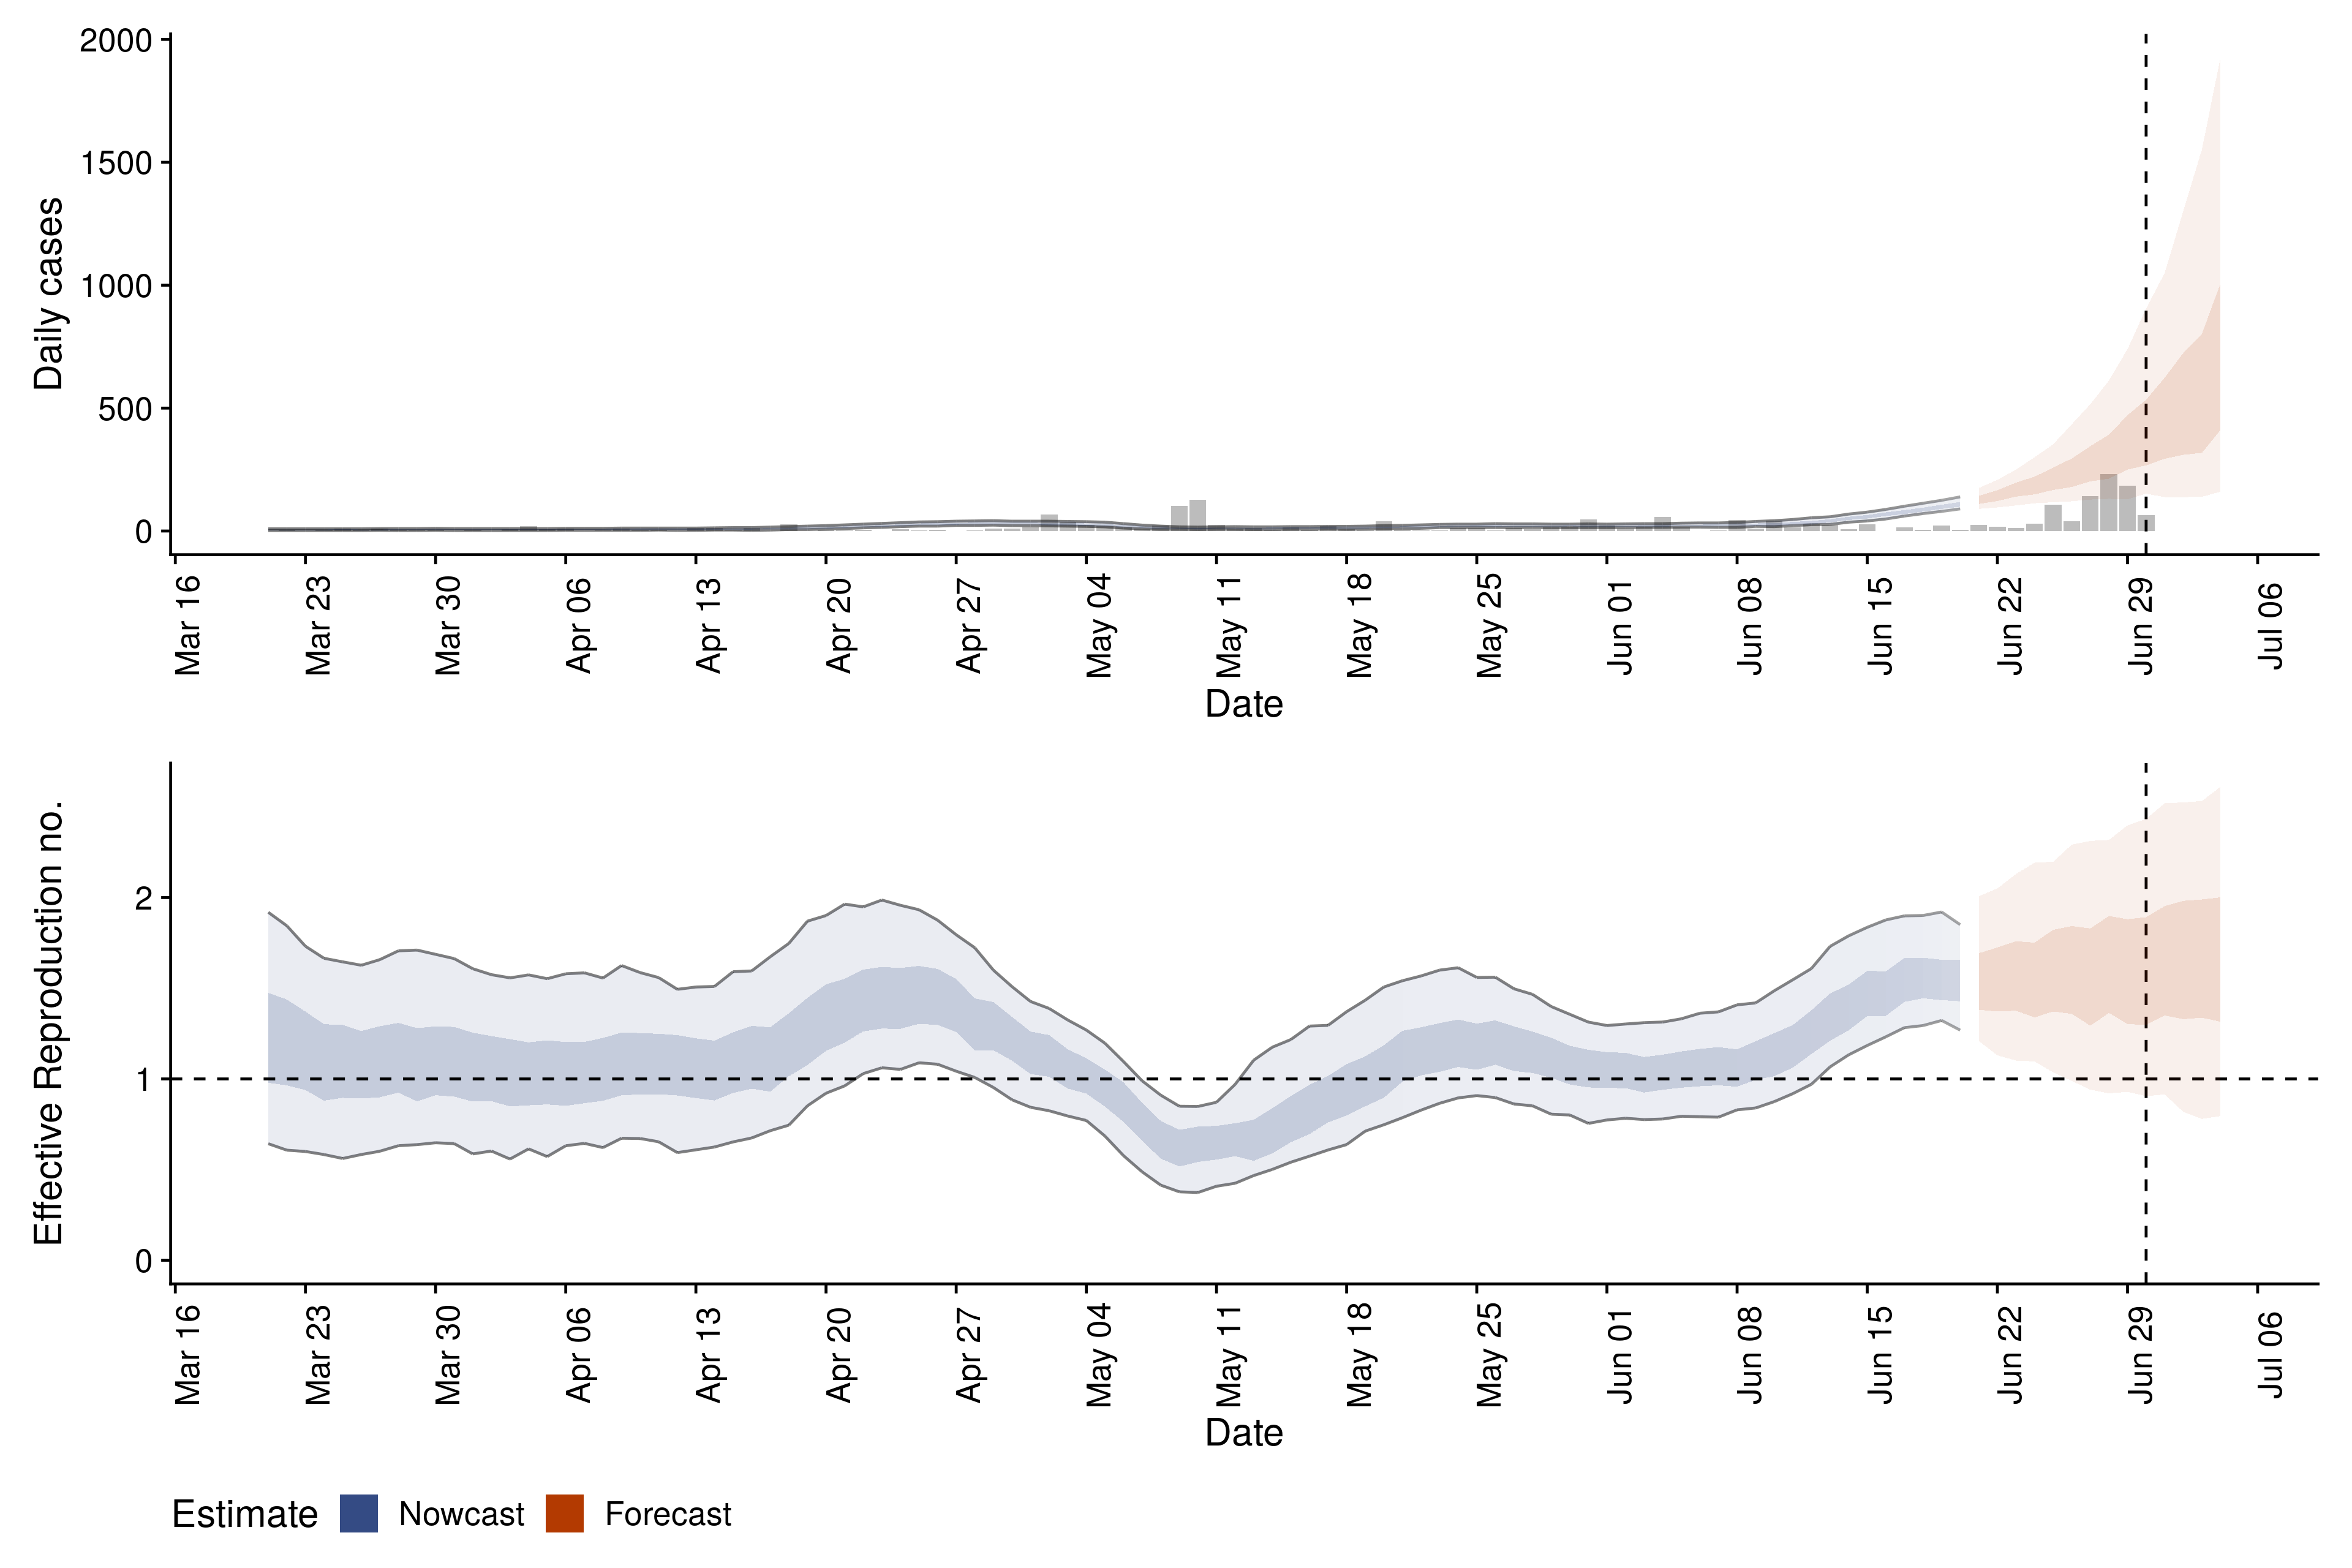 Daily cases
2000
1500
1000
500
0
Mar 16
Mar 23
Mar 30
Apr 06
Apr 13
Apr 20
Apr 27
May 04
May 11
May 18
May 25
Jun 01
Jun 08
Jun 15
Jun 22
Jun 29
Jul 06
Date
Effective Reproduction no.
2
1
0
Mar 16
Mar 23
Mar 30
Apr 06
Apr 13
Apr 20
Apr 27
May 04
May 11
May 18
May 25
Jun 01
Jun 08
Jun 15
Jun 22
Jun 29
Jul 06
Date
Estimate Nowcast Forecast